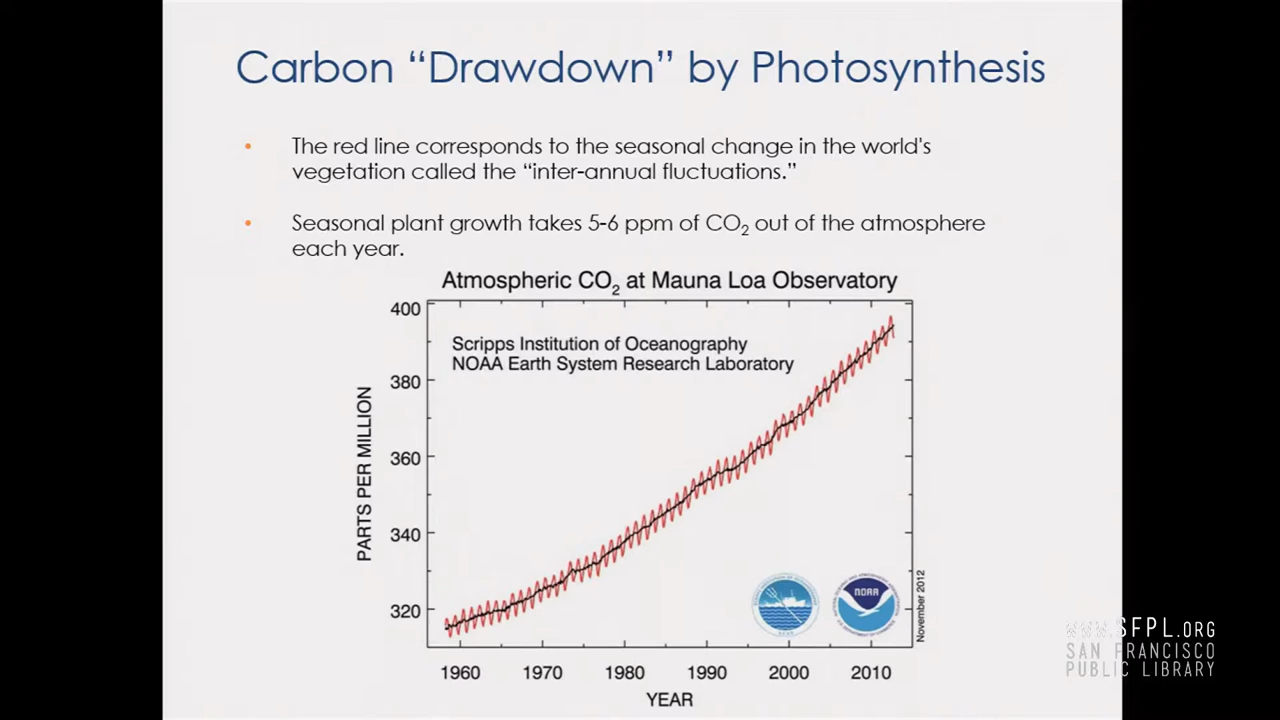 Carbon “Drawdown” by Photosynthesis
• The red line corresponds to the seasonal change in the world's
vegetation called the “inter-annual fluctuations.”
• Seasonal plant growth takes 5-6 ppm of CO₂ out of the atmosphere
each year.
Atmospheric CO₂ at Mauna Loa Observatory
Scripps Institution of Oceanography
NOAA Earth System Research Laboratory
PARTS PER MILLION
400
380
360
340
320
NOAA
November 2012
1960 1970 1980 1990 2000 2010
YEAR
WWW.SFPL.ORG
SAN FRANCISCO
PUBLIC LIBRARY